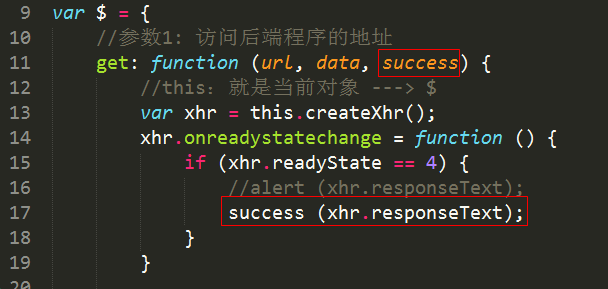 9 var $ = {
10 //参数1: 访问后端程序的地址
11 get: function (url, data, success) {
12 //this: 就是当前对象 ---> $
13 var xhr = this.createXhr();
14 xhr.onreadystatechange = function () {
15 if (xhr.readyState == 4) {
16 //alert (xhr.responseText);
17 success (xhr.responseText);
18 }
19 }
20